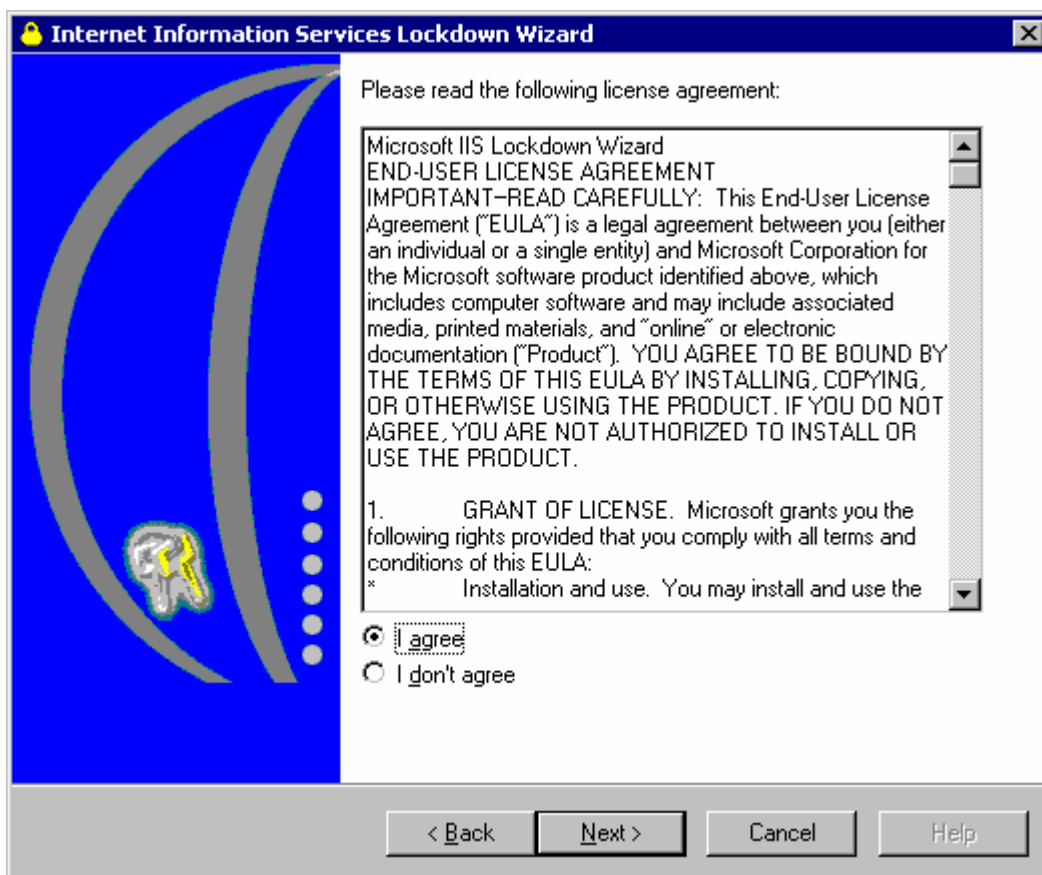 Internet Information Services Lockdown Wizard
Please read the following license agreement:
Microsoft IIS Lockdown Wizard
END-USER LICENSE AGREEMENT
IMPORTANT–READ CAREFULLY:  This End-User License
Agreement ("EULA") is a legal agreement between you (either
an individual or a single entity) and Microsoft Corporation for
the Microsoft software product identified above, which
includes computer software and may include associated
media, printed materials, and "online" or electronic
documentation ("Product").  YOU AGREE TO BE BOUND BY
THE TERMS OF THIS EULA BY INSTALLING, COPYING,
OR OTHERWISE USING THE PRODUCT. IF YOU DO NOT
AGREE, YOU ARE NOT AUTHORIZED TO INSTALL OR
USE THE PRODUCT.
1. GRANT OF LICENSE.  Microsoft grants you the
following rights provided that you comply with all terms and
conditions of this EULA:
* Installation and use.  You may install and use the
I agree
I don't agree
< Back Next > Cancel Help